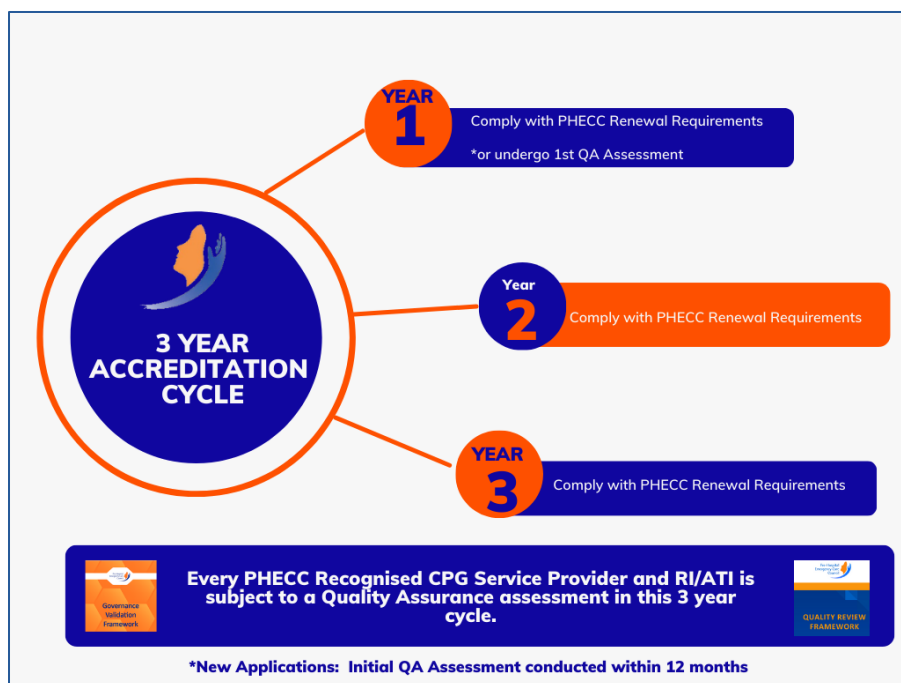 YEAR
1
Comply with PHECC Renewal Requirements
*or undergo 1st QA Assessment
Year
2
Comply with PHECC Renewal Requirements
3 YEAR
ACCREDITATION
CYCLE
YEAR
3
Comply with PHECC Renewal Requirements
Governance
Validation
Framework
Every PHECC Recognised CPG Service Provider and RI/ATI is
subject to a Quality Assurance assessment in this 3 year
cycle.
QUALITY REVIEW
FRAMEWORK
*New Applications: Initial QA Assessment conducted within 12 months